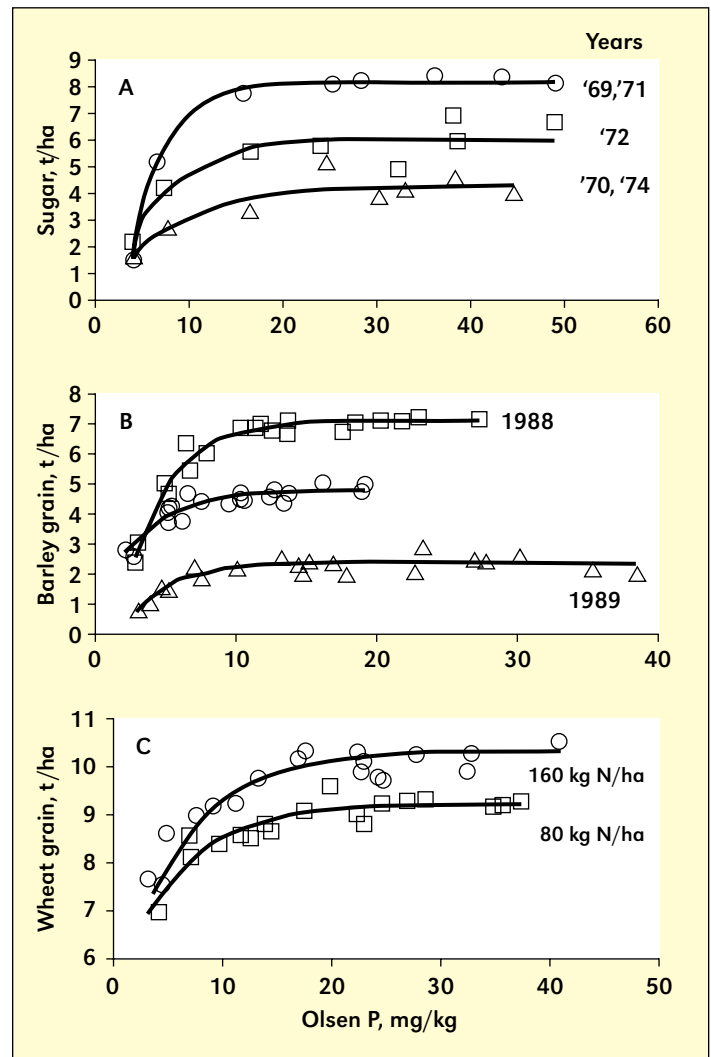 Years
9
8
7
6
5
4
3
2
1
0
A
'69,'71
'72
'70, '74
Sugar, t/ha
0 10 20 30 40 50 60
8
7
6
5
4
3
2
1
0
B
1988
1989
Barley grain, t/ha
0 10 20 30 40
11
10
9
8
7
6
C
160 kg N/ha
80 kg N/ha
Wheat grain, t/ha
0 10 20 30 40 50
Olsen P, mg/kg